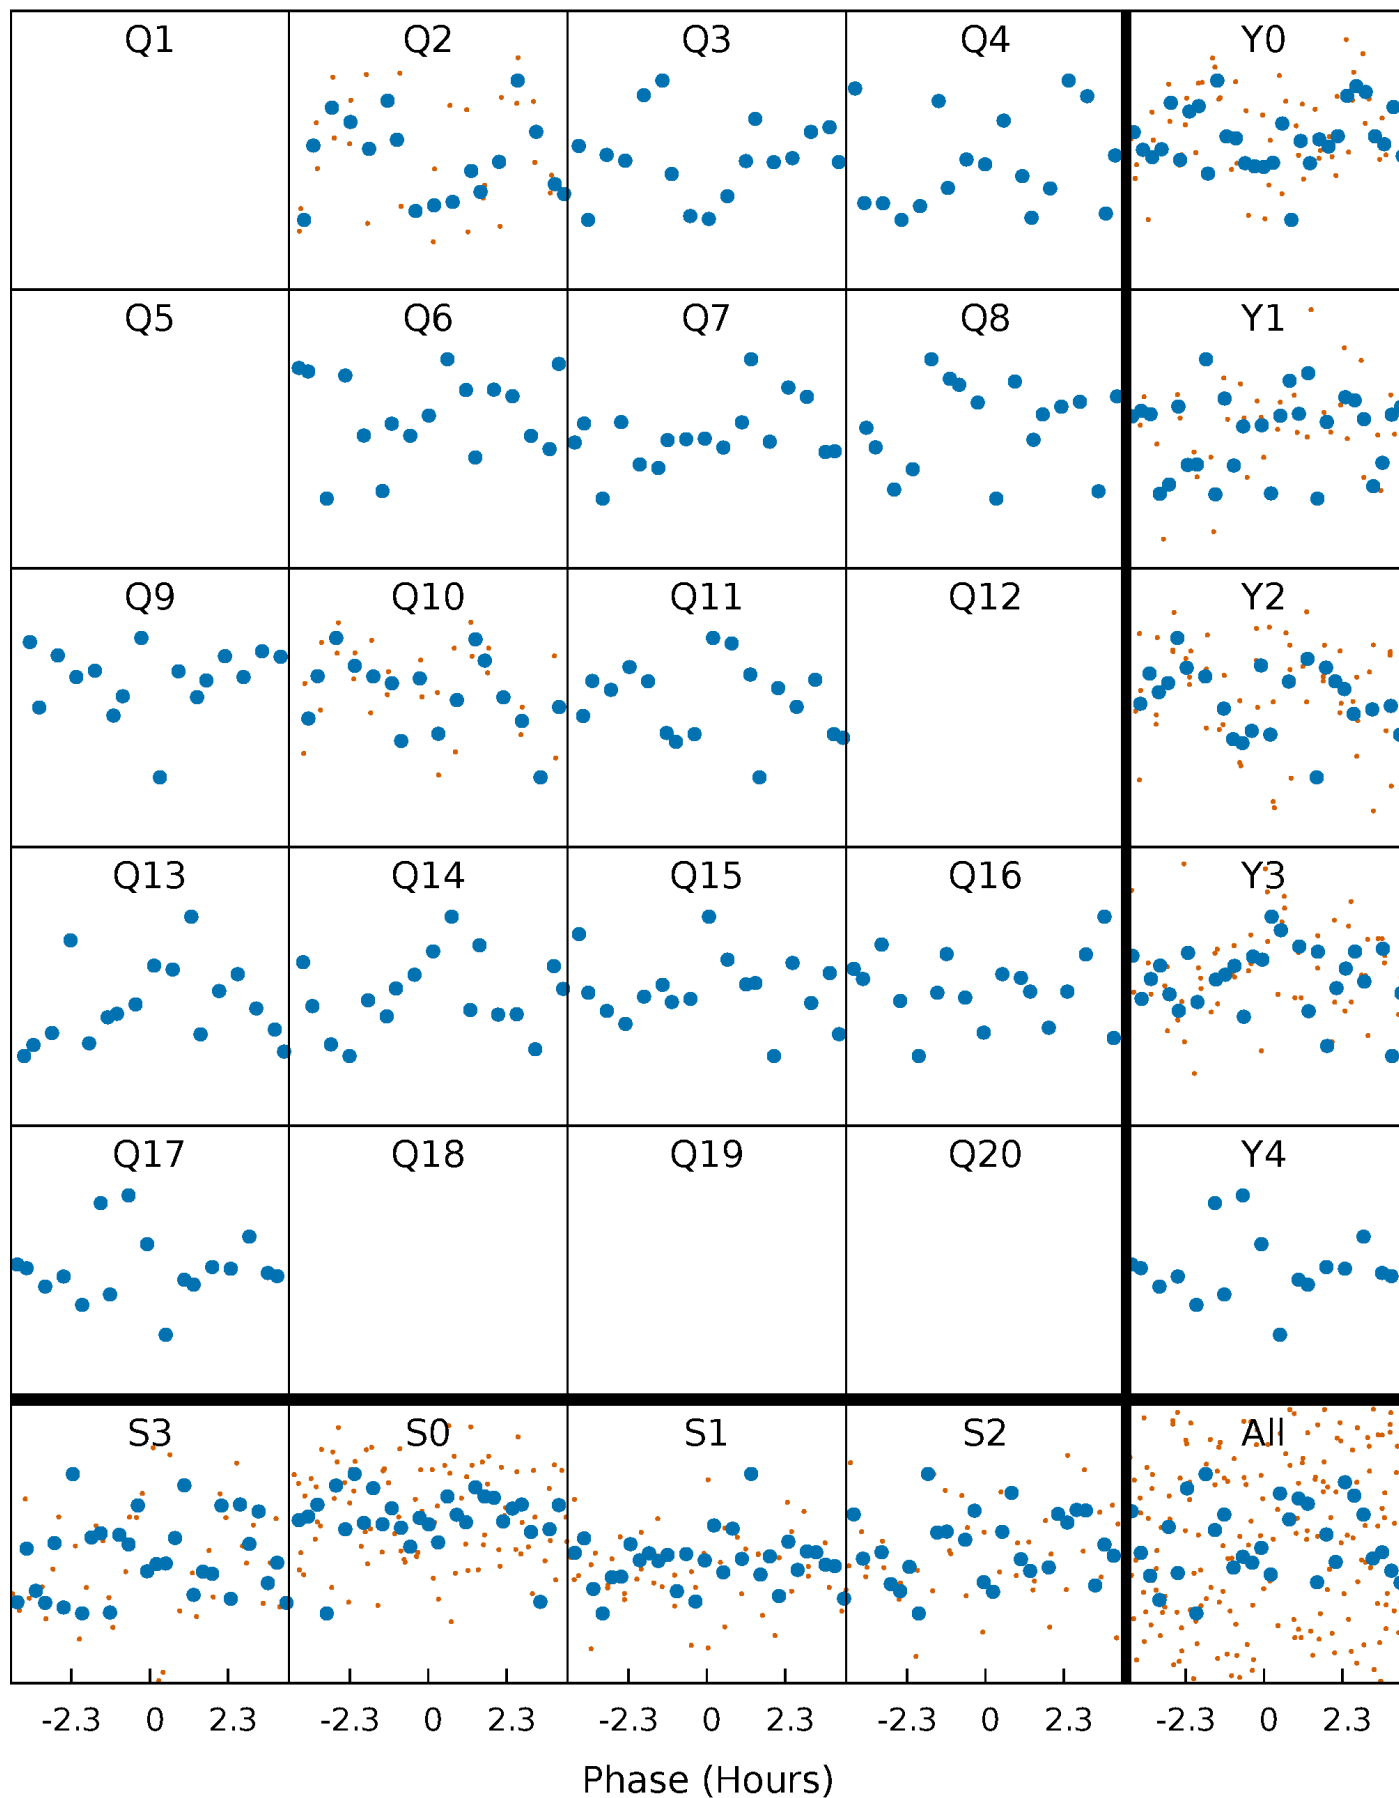 Q1 Q2 Q3 Q4 Y0
Q5 Q6 Q7 Q8 Y1
Q9 Q10 Q11 Q12 Y2
Q13 Q14 Q15 Q16 Y3
Q17 Q18 Q19 Q20 Y4
S3 S0 S1 S2 All
-2.3 0 2.3 -2.3 0 2.3 -2.3 0 2.3 -2.3 0 2.3 -2.3 0 2.3
Phase (Hours)